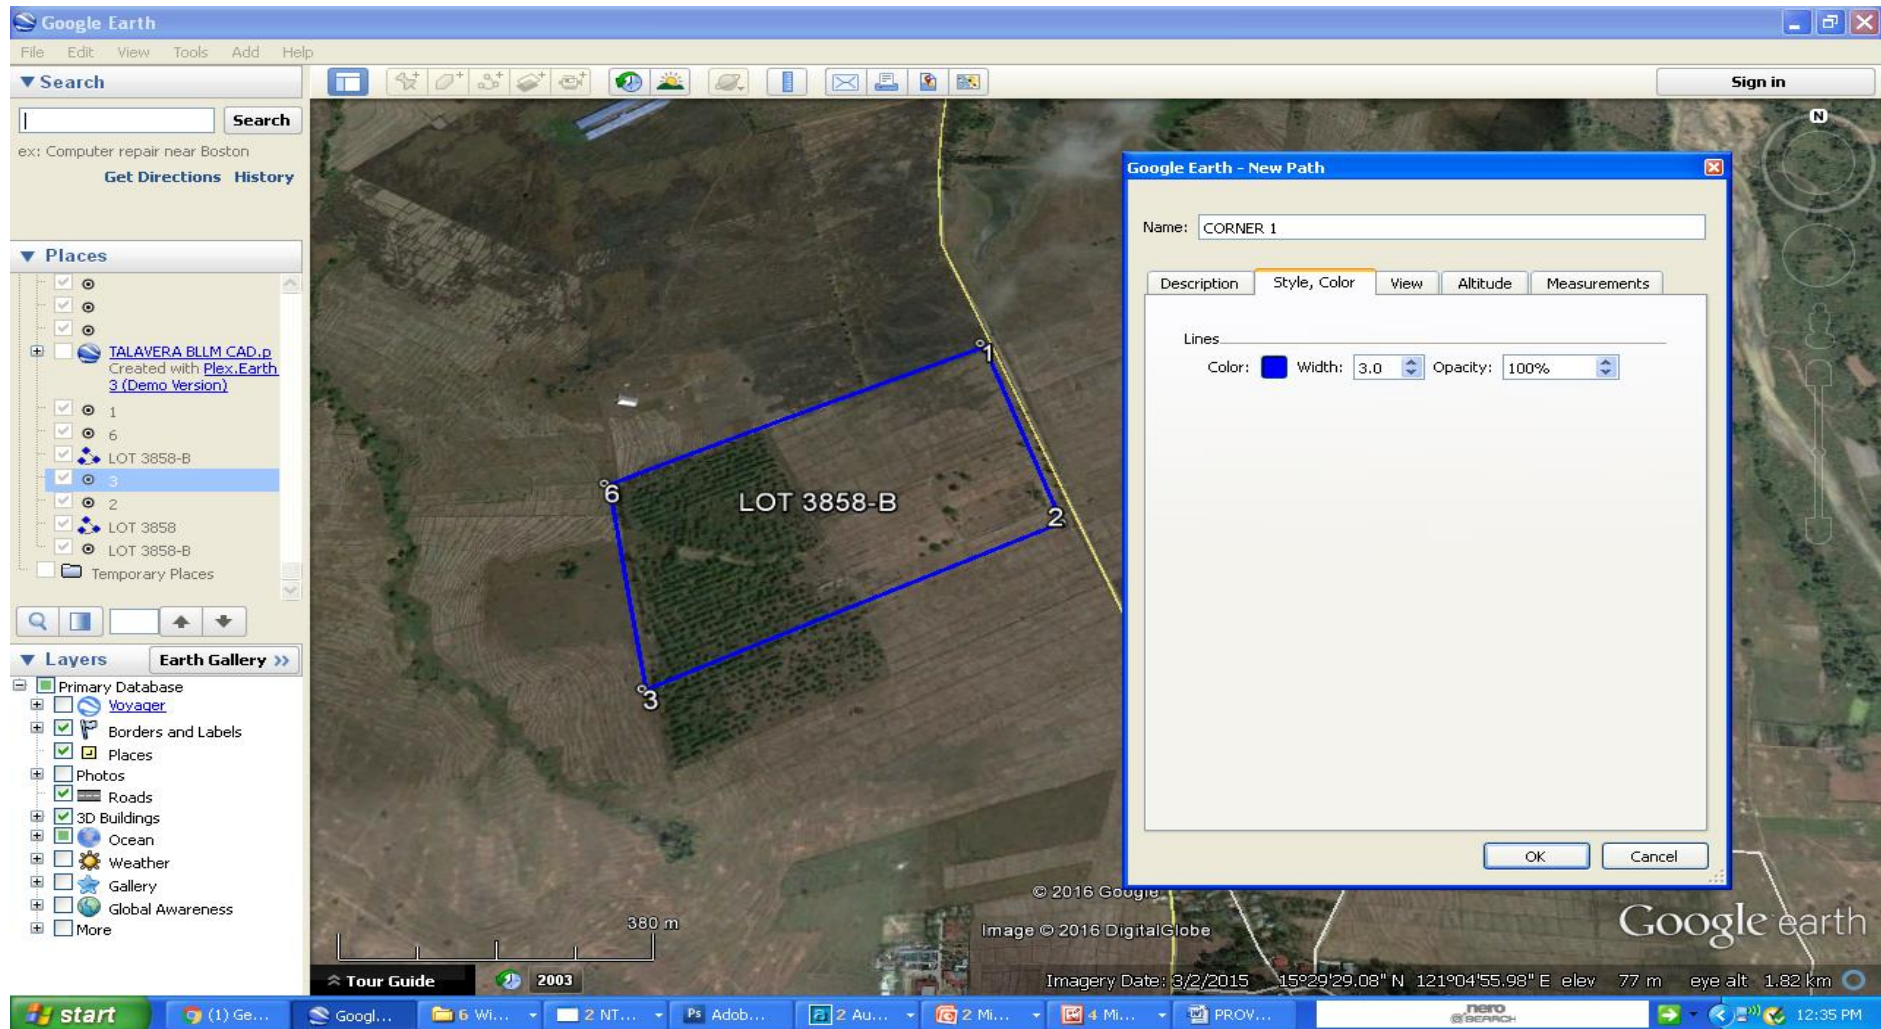 Google Earth
File Edit View Tools Add Help
Search
Search
ex: Computer repair near Boston
Get Directions History
Places
TALAVERA BLLM CAD.p
Created with Plex.Earth
3 (Demo Version)
1
6
LOT 3858-B
3
2
LOT 3858
LOT 3858-B
Temporary Places
Layers Earth Gallery >>
Primary Database
Voyager
Borders and Labels
Places
Photos
Roads
3D Buildings
Ocean
Weather
Gallery
Global Awareness
More
Sign in
N
1
6
LOT 3858-B
2
3
Google Earth - New Path
Name: CORNER 1
Description Style, Color View Altitude Measurements
Lines
Color: Width: 3.0 Opacity: 100%
OK Cancel
© 2016 Google
380 m
Image © 2016 DigitalGlobe
Google earth
Tour Guide 2003
Imagery Date: 3/2/2015 15°29'29.08" N 121°04'55.98" E elev 77 m eye alt 1.82 km
start (1) Ge... Googl... 6 Wi... 2 NT... Ps Adob... 2 Au... 2 Mi... 4 Mi... PROV... nero SEARCH 12:35 PM